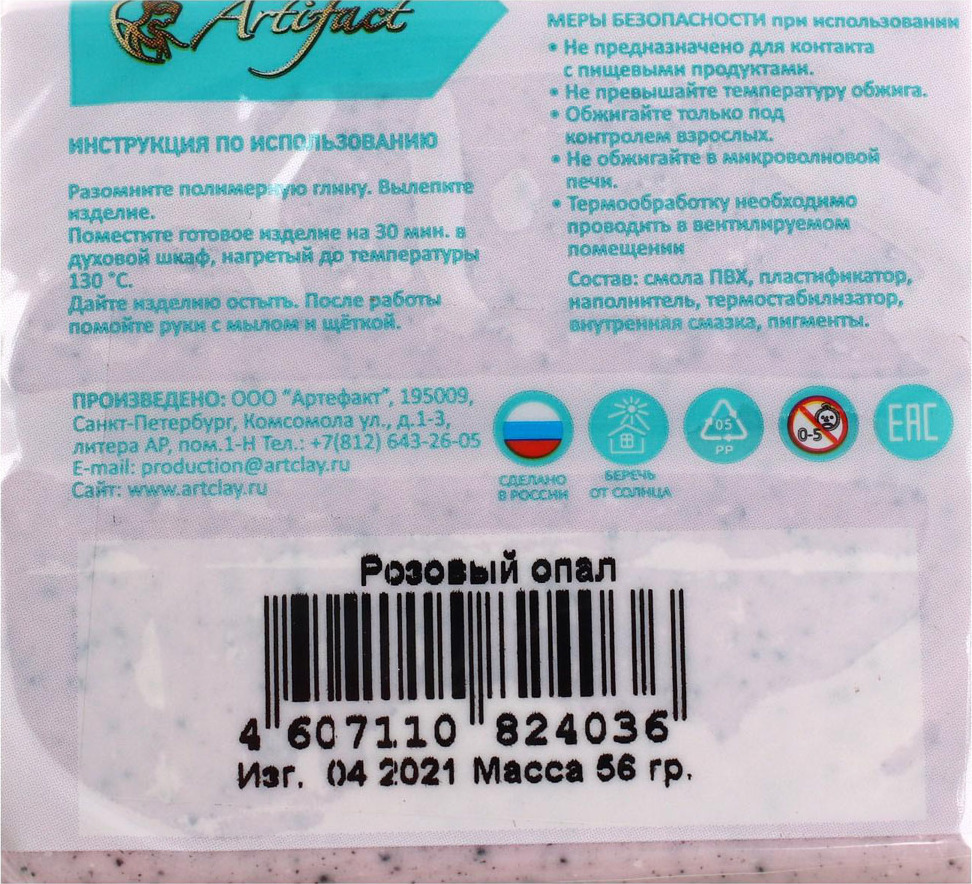 Artifact
ИНСТРУКЦИЯ ПО ИСПОЛЬЗОВАНИЮ
Разомните полимерную глину. Вылепите
изделие.
Поместите готовое изделие на 30 мин. в
духовой шкаф, нагретый до температуры
130 °С.
Дайте изделию остыть. После работы
помойте руки с мылом и щёткой.
МЕРЫ БЕЗОПАСНОСТИ при использовании
• Не предназначено для контакта
с пищевыми продуктами.
• Не превышайте температуру обжига.
• Обжигайте только под
контролем взрослых.
• Не обжигайте в микроволновой
печи.
• Термообработку необходимо
проводить в вентилируемом
помещении
Состав: смола ПВХ, пластификатор,
наполнитель, термостабилизатор,
внутренняя смазка, пигменты.
ПРОИЗВЕДЕНО: ООО "Артефакт", 195009,
Санкт-Петербург, Комсомола ул., д.1-3,
литера АР, пом.1-Н Тел.: +7(812) 643-26-05
E-mail: production@artclay.ru
Сайт: www.artclay.ru
СДЕЛАНО
В РОССИИ
БЕРЕЧЬ
ОТ СОЛНЦА
05
PP
0-3
EAC
Розовый опал
4 607110 824036
Изг. 04 2021 Масса 56 гр.